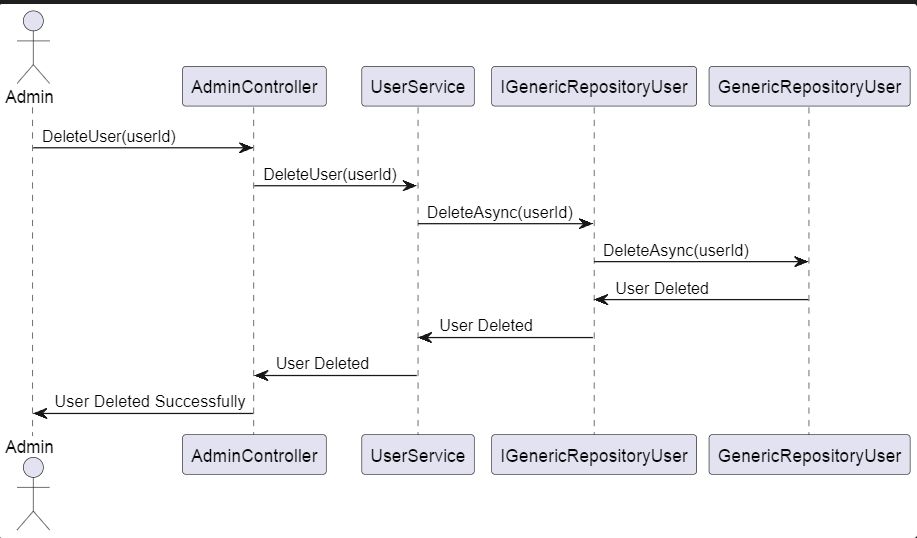 Admin
AdminController
UserService
IGenericRepositoryUser
GenericRepositoryUser
DeleteUser(userId)
DeleteUser(userId)
DeleteAsync(userId)
DeleteAsync(userId)
User Deleted
User Deleted
User Deleted
User Deleted Successfully
Admin
AdminController
UserService
IGenericRepositoryUser
GenericRepositoryUser